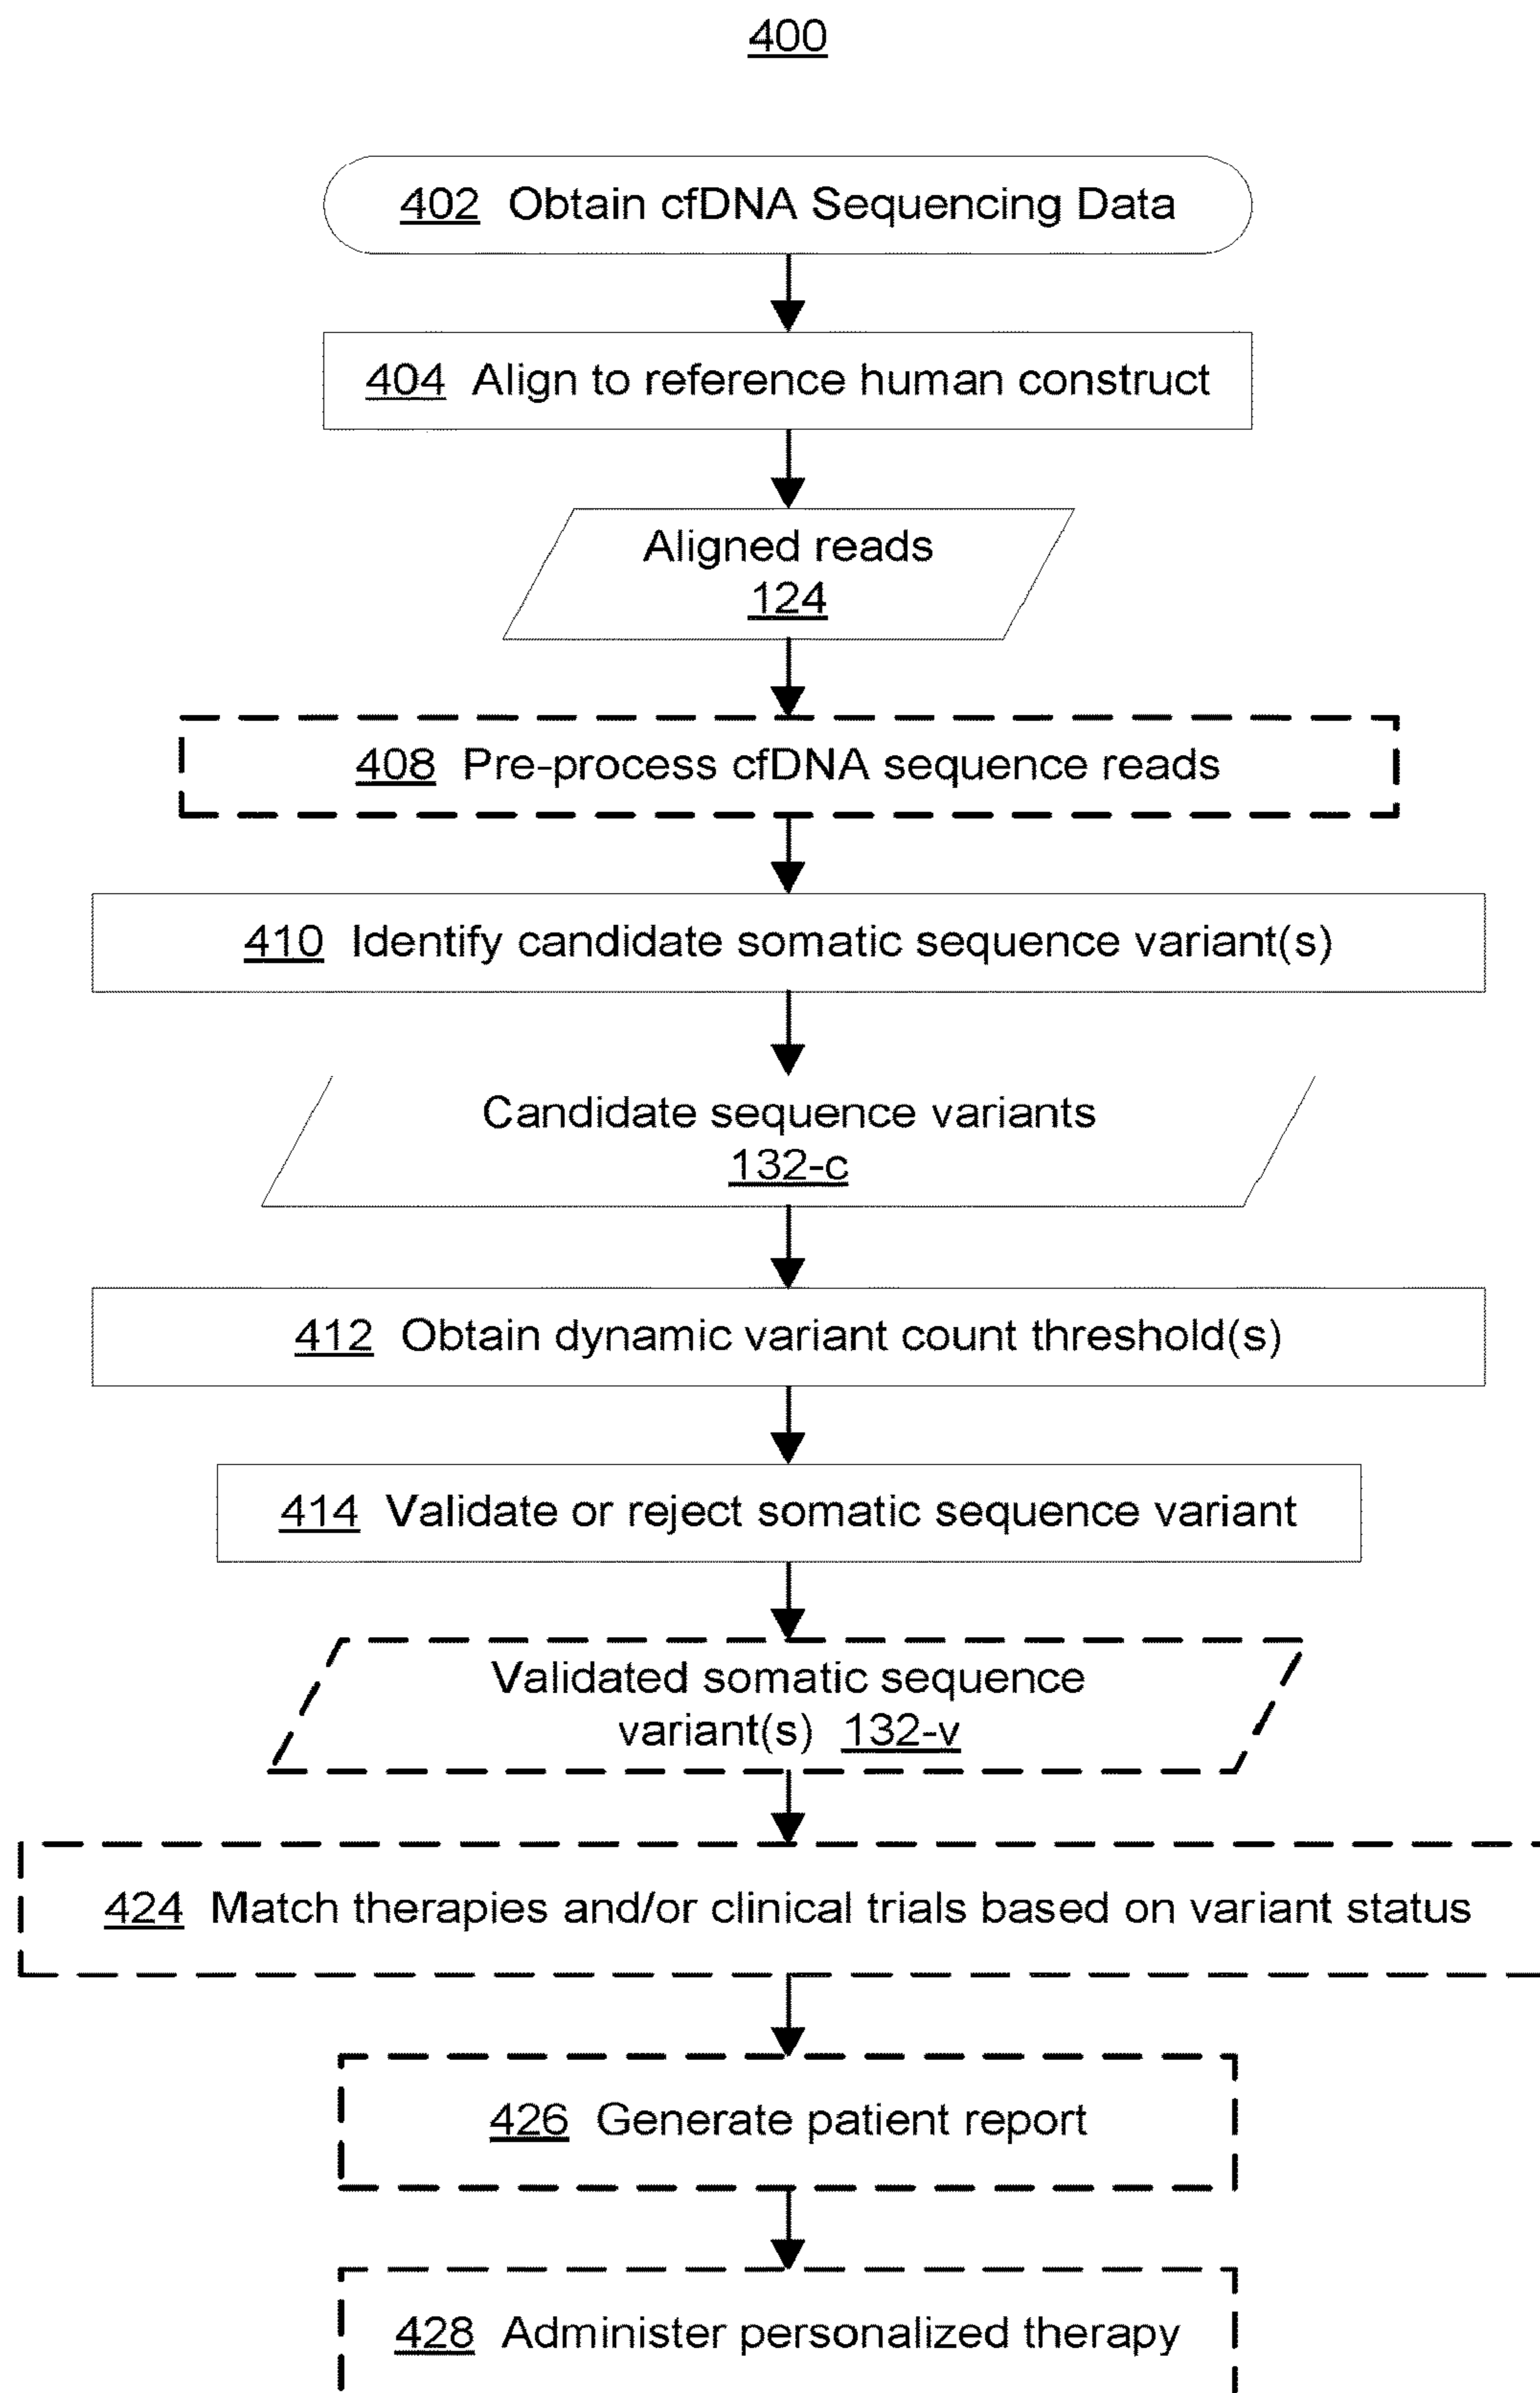 400
402 Obtain cfDNA Sequencing Data
404 Align to reference human construct
Aligned reads
124
408 Pre-process cfDNA sequence reads
410 Identify candidate somatic sequence variant(s)
Candidate sequence variants
132-c
412 Obtain dynamic variant count threshold(s)
414 Validate or reject somatic sequence variant
Validated somatic sequence
variant(s) 132-v
424 Match therapies and/or clinical trials based on variant status
426 Generate patient report
428 Administer personalized therapy